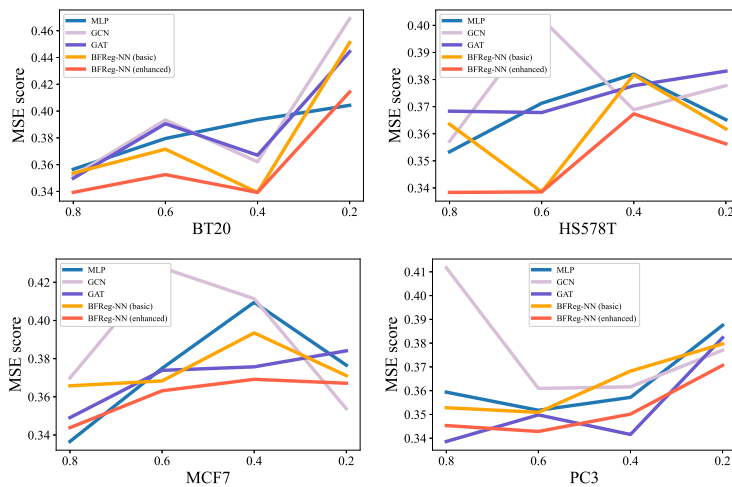 MLP
GCN
GAT
BFReg-NN (basic)
BFReg-NN (enhanced)
MSE score
0.46
0.44
0.42
0.40
0.38
0.36
0.34
0.8
0.6
0.4
0.2
BT20
MLP
GCN
GAT
BFReg-NN (basic)
BFReg-NN (enhanced)
MSE score
0.40
0.39
0.38
0.37
0.36
0.35
0.34
0.8
0.6
0.4
0.2
HS578T
MLP
GCN
GAT
BFReg-NN (basic)
BFReg-NN (enhanced)
MSE score
0.42
0.40
0.38
0.36
0.34
0.8
0.6
0.4
0.2
MCF7
MLP
GCN
GAT
BFReg-NN (basic)
BFReg-NN (enhanced)
MSE score
0.41
0.40
0.39
0.38
0.37
0.36
0.35
0.34
0.8
0.6
0.4
0.2
PC3